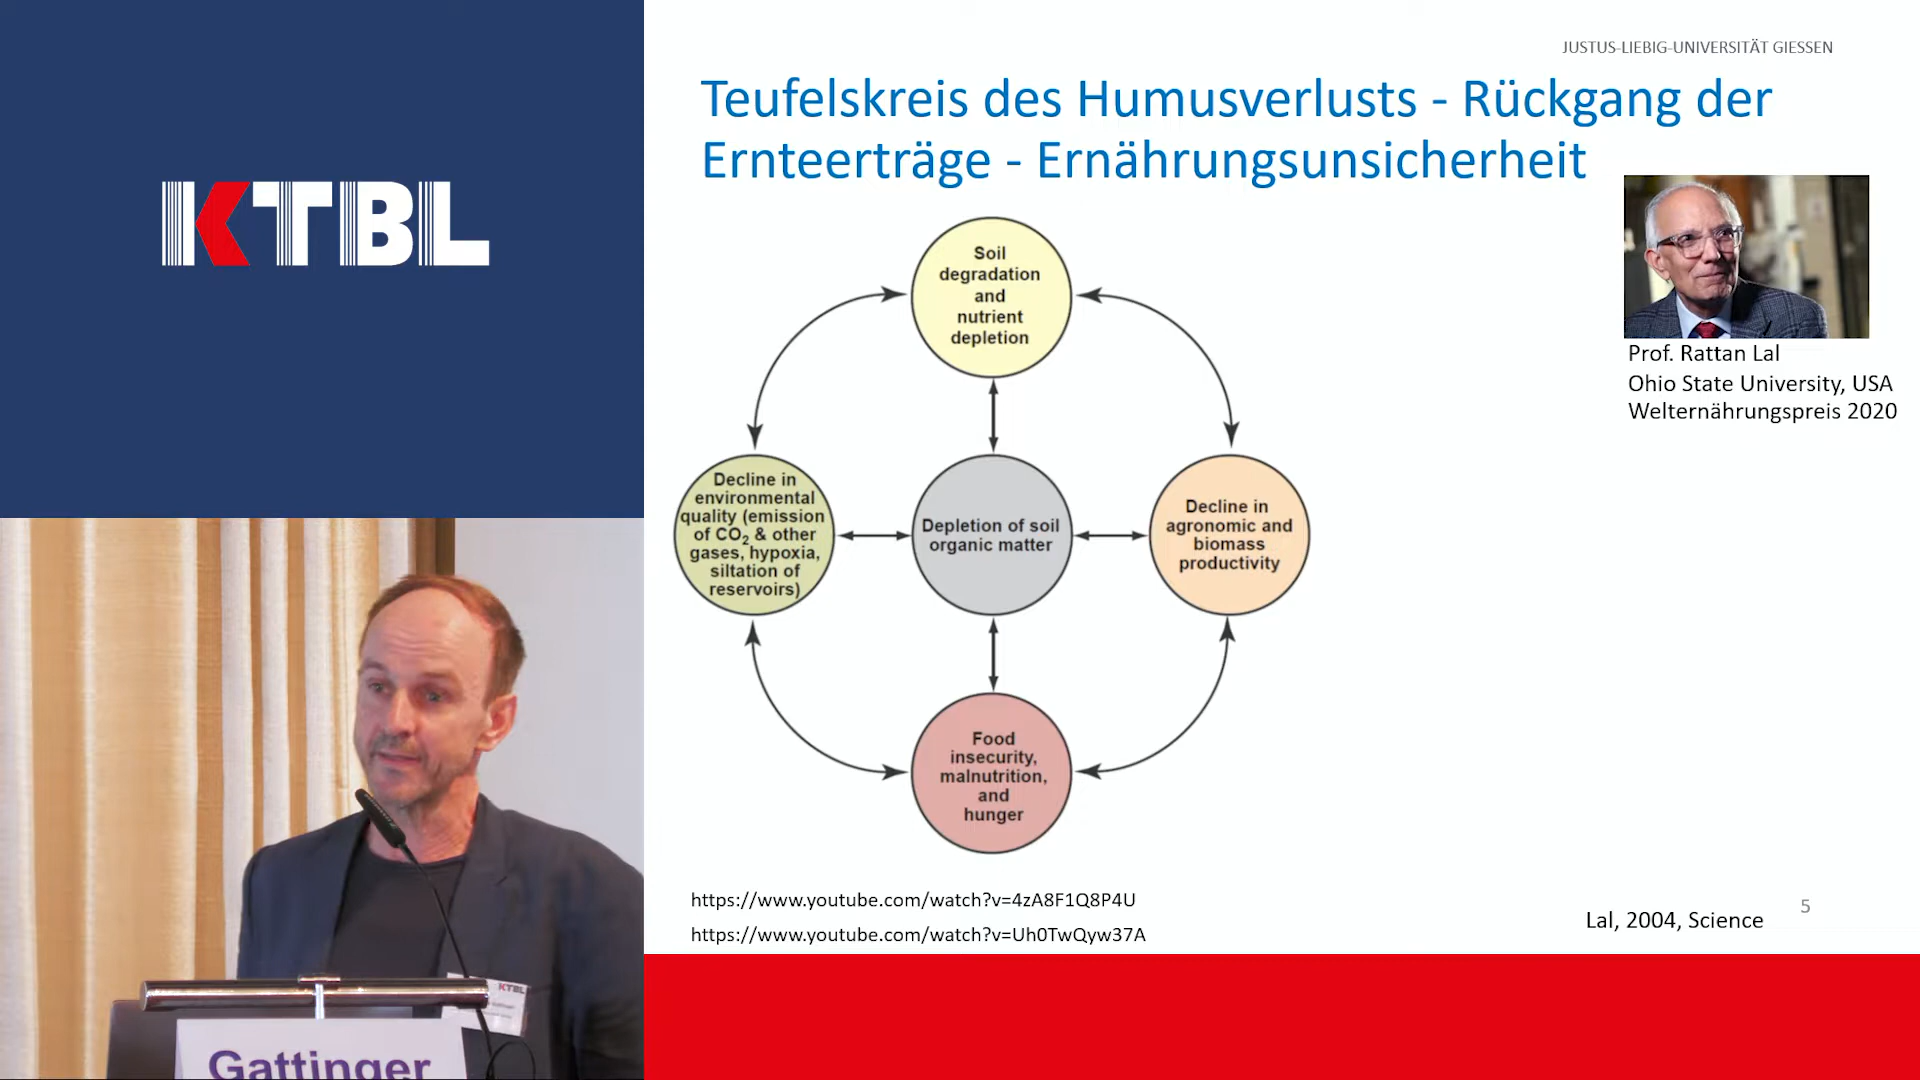 KTBL
JUSTUS-LIEBIG-UNIVERSITÄT GIESSEN
Teufelskreis des Humusverlusts - Rückgang der
Ernteerträge - Ernährungsunsicherheit
Prof. Rattan Lal
Ohio State University, USA
Welternährungspreis 2020
Soil
degradation
and
nutrient
depletion
Decline in
environmental
quality (emission
of CO₂ & other
gases, hypoxia,
siltation of
reservoirs)
Depletion of soil
organic matter
Decline in
agronomic and
biomass
productivity
Food
insecurity,
malnutrition,
and
hunger
https://www.youtube.com/watch?v=4zA8F1Q8P4U
https://www.youtube.com/watch?v=Uh0TwQyw37A
Lal, 2004, Science
5
KTBL
Gattinger